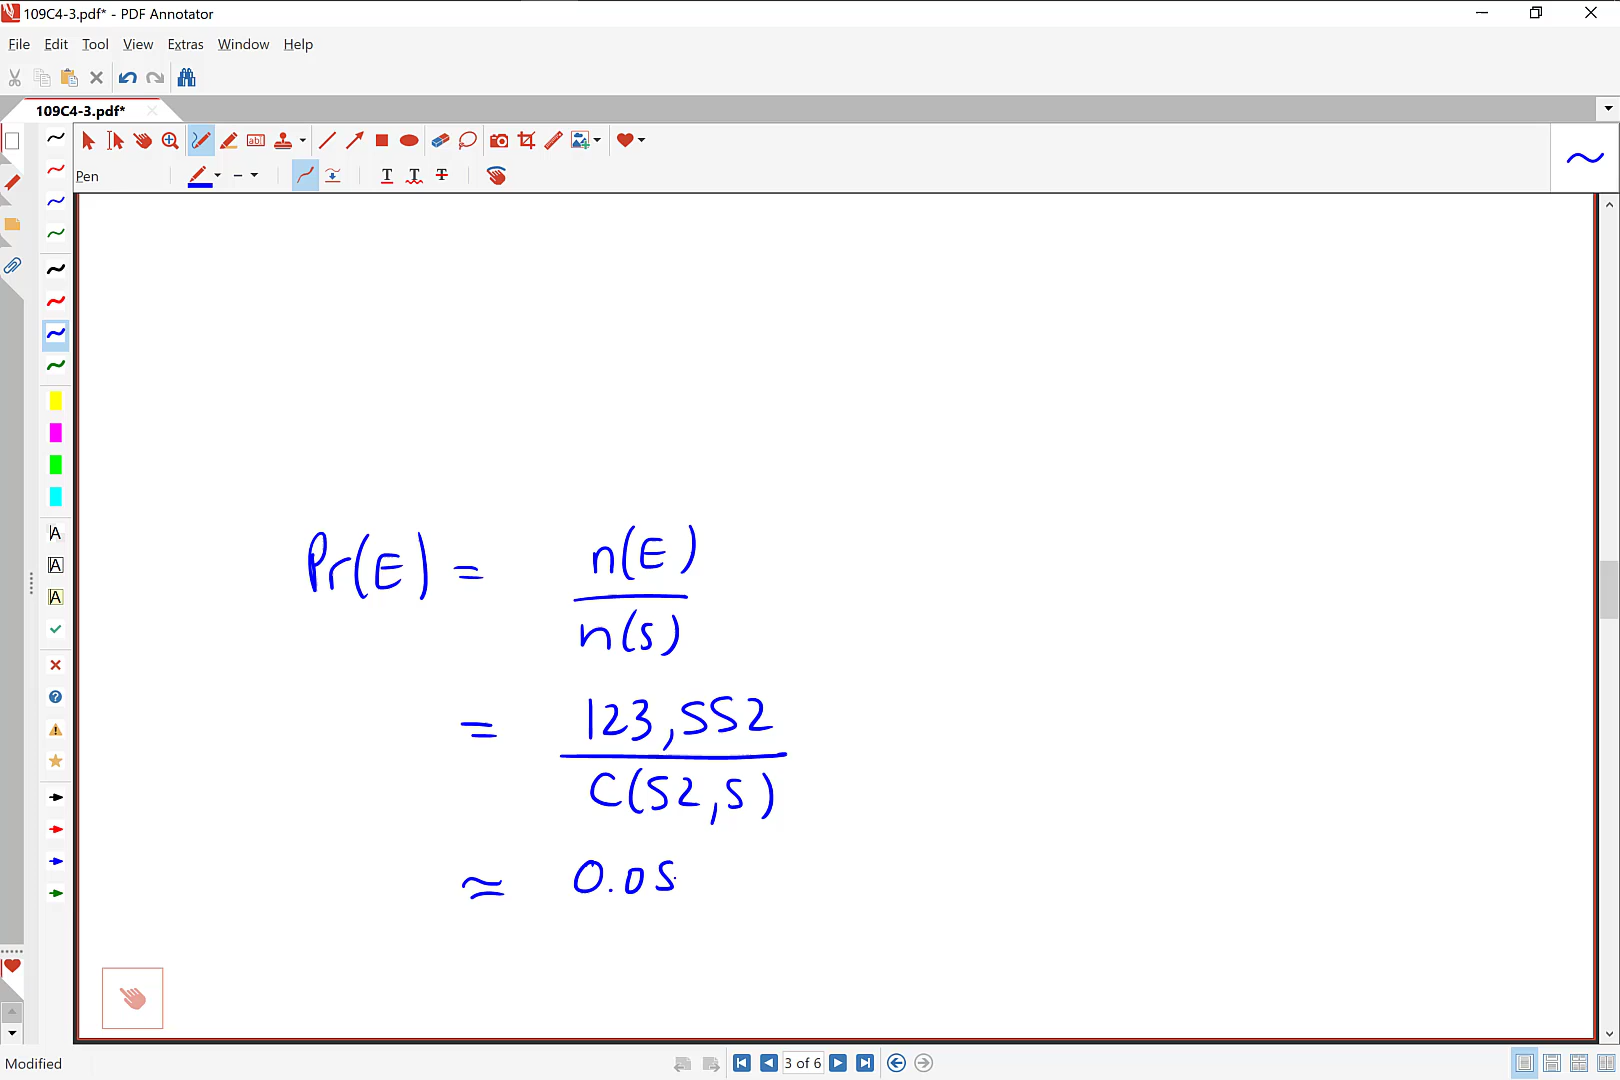 109C4-3.pdf* - PDF Annotator
File Edit Tool View Extras Window Help
109C4-3.pdf*
Pen
Pr(E) = n(E)
n(S)
= 123,552
C(52,5)
≈ 0.05
Modified
3 of 6